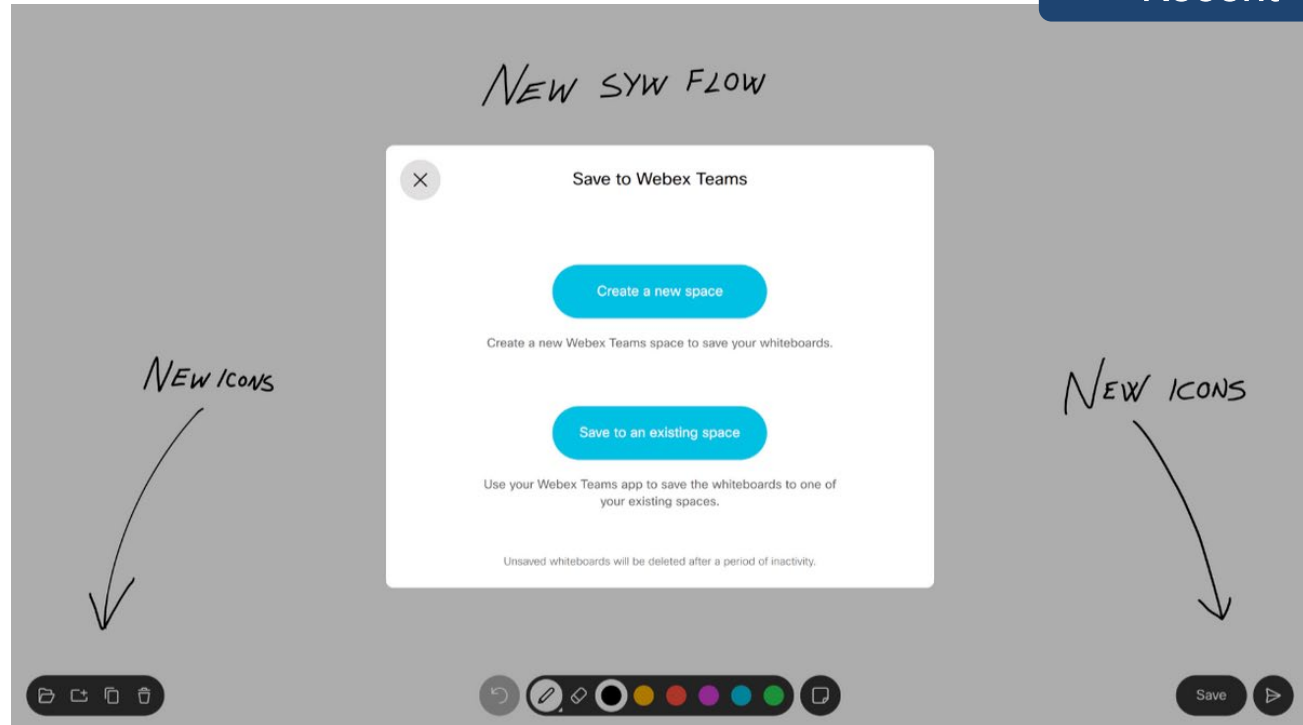 NEW SYW FLOW
Save to Webex Teams
Create a new space
Create a new Webex Teams space to save your whiteboards.
NEW ICONS
NEW ICONS
Save to an existing space
Use your Webex Teams app to save the whiteboards to one of
your existing spaces.
Unsaved whiteboards will be deleted after a period of inactivity.
Save